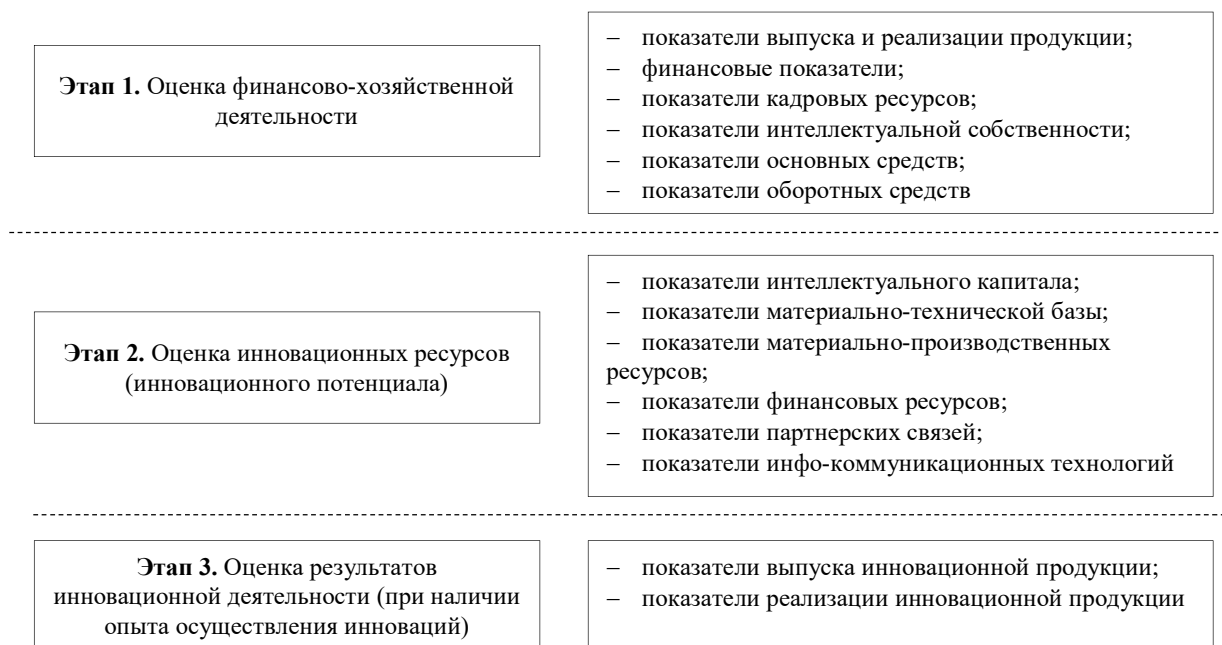 Этап 1. Оценка финансово-хозяйственной
деятельности
– показатели выпуска и реализации продукции;
– финансовые показатели;
– показатели кадровых ресурсов;
– показатели интеллектуальной собственности;
– показатели основных средств;
– показатели оборотных средств
Этап 2. Оценка инновационных ресурсов
(инновационного потенциала)
– показатели интеллектуального капитала;
– показатели материально-технической базы;
– показатели материально-производственных
ресурсов;
– показатели финансовых ресурсов;
– показатели партнерских связей;
– показатели инфо-коммуникационных технологий
Этап 3. Оценка результатов
инновационной деятельности (при наличии
опыта осуществления инноваций)
– показатели выпуска инновационной продукции;
– показатели реализации инновационной продукции